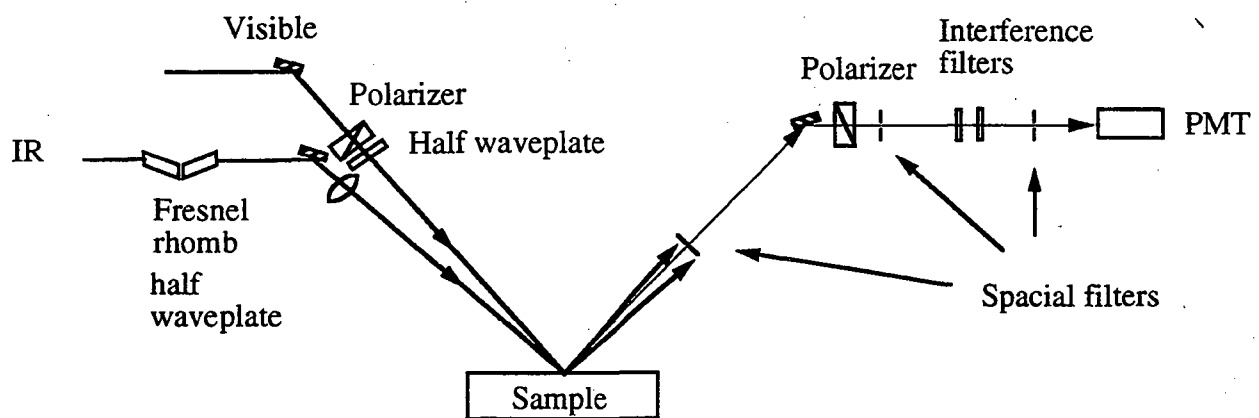 Visible
Polarizer
Half waveplate
IR
Fresnel
rhomb
half
waveplate
Sample
Polarizer
Interference
filters
PMT
Spacial filters